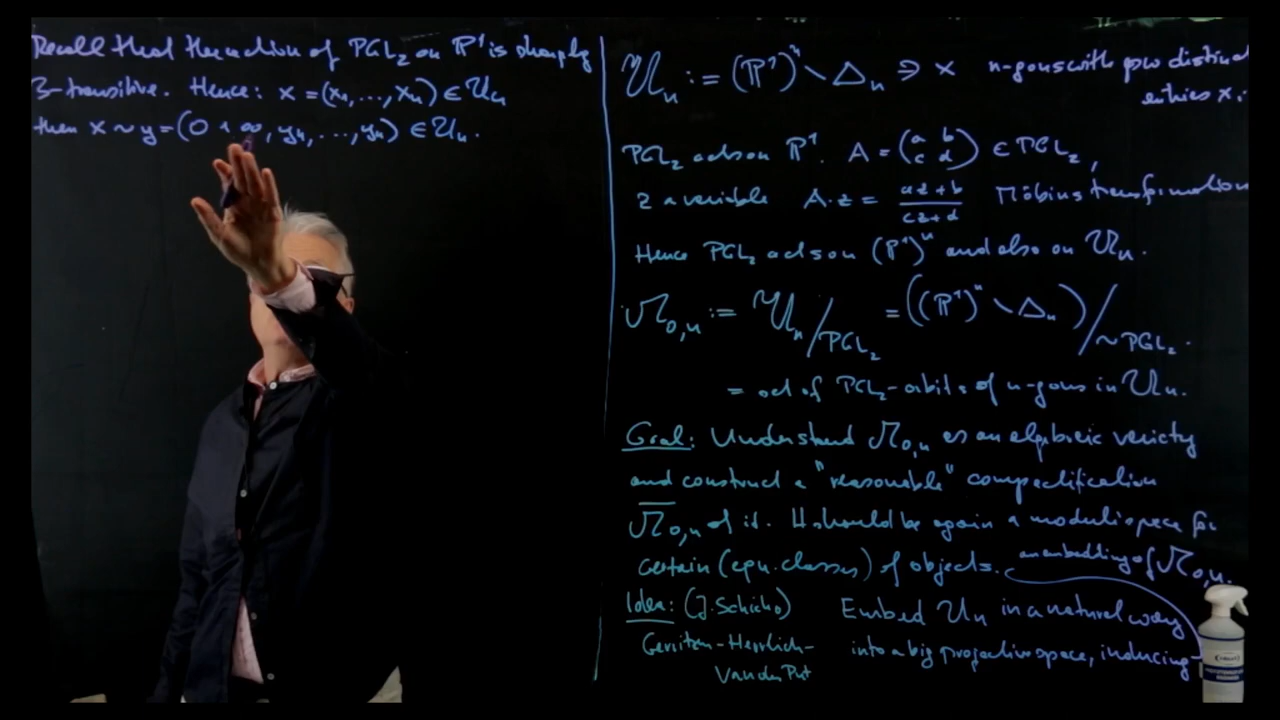 Recall that the action of PGL₂ on ℙ¹ is sharply
3-transitive. Hence: x = (x₁, ..., xₙ) ∈ 𝒰ₙ
then x ~ y = (0, 1, ∞, y₄, ..., yₙ) ∈ 𝒰ₙ.
𝒰ₙ := (ℙ¹)ⁿ \ Δₙ ∋ x n-gons with pw distinct
entries xᵢ.
PGL₂ acts on ℙ¹. A = (a b; c d) ∈ PGL₂,
z a variable A·z = (az+b)/(cz+d) Möbius transformation
Hence PGL₂ acts on (ℙ¹)ⁿ and also on 𝒰ₙ.
ℳ₀,ₙ := 𝒰ₙ / PGL₂ = ((ℙ¹)ⁿ \ Δₙ) / ~PGL₂.
= set of PGL₂-orbits of n-gons in 𝒰ₙ.
Goal: Understand ℳ₀,ₙ as an algebraic variety
and construct a "reasonable" compactification
ℳ̅₀,ₙ of it. It should be again a moduli space for
certain (equ. classes) of objects. an embedding of ℳ₀,ₙ.
Idea: (J. Schicho) Embed 𝒰ₙ in a natural way
Gerritzen-Herrlich- into a big projective space, inducing
Van der Put